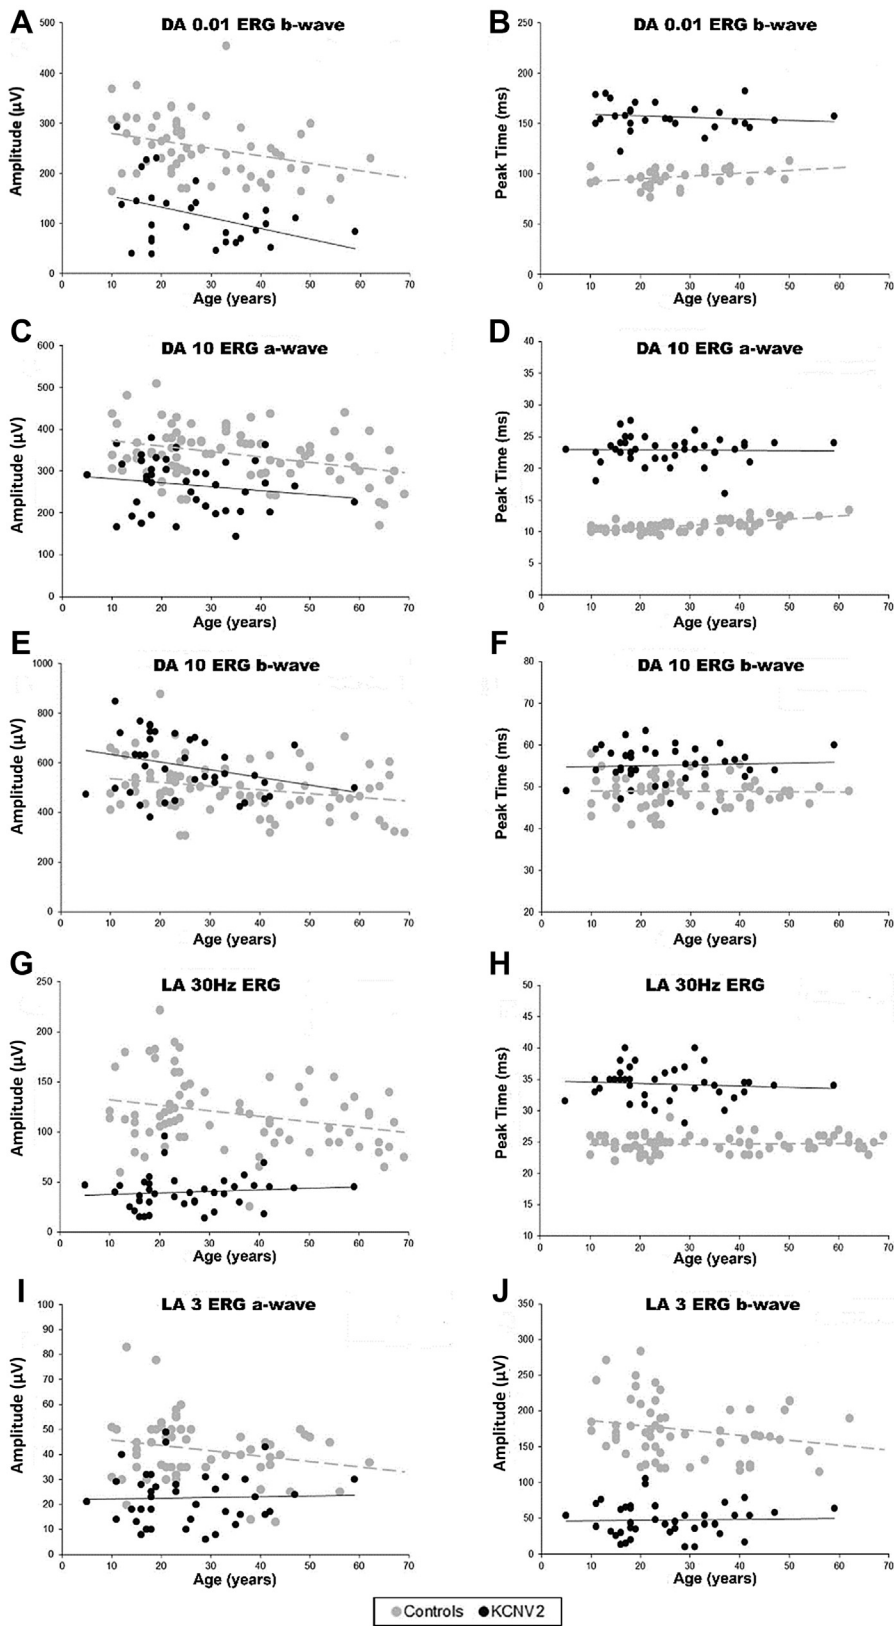 A
DA 0.01 ERG b-wave
Amplitude (µV)
500
400
300
200
100
0
0 10 20 30 40 50 60 70
Age (years)
B
DA 0.01 ERG b-wave
Peak Time (ms)
250
200
150
100
50
0
0 10 20 30 40 50 60 70
Age (years)
C
DA 10 ERG a-wave
Amplitude (µV)
600
500
400
300
200
100
0
0 10 20 30 40 50 60 70
Age (years)
D
DA 10 ERG a-wave
Peak Time (ms)
40
35
30
25
20
15
10
5
0
0 10 20 30 40 50 60 70
Age (years)
E
DA 10 ERG b-wave
Amplitude (µV)
1000
800
600
400
200
0
0 10 20 30 40 50 60 70
Age (years)
F
DA 10 ERG b-wave
Peak Time (ms)
80
70
60
50
40
30
20
0 10 20 30 40 50 60 70
Age (years)
G
LA 30Hz ERG
Amplitude (µV)
250
200
150
100
50
0
0 10 20 30 40 50 60 70
Age (years)
H
LA 30Hz ERG
Peak Time (ms)
50
45
40
35
30
25
20
15
10
0 10 20 30 40 50 60 70
Age (years)
I
LA 3 ERG a-wave
Amplitude (µV)
100
90
80
70
60
50
40
30
20
10
0
0 10 20 30 40 50 60 70
Age (years)
J
LA 3 ERG b-wave
Amplitude (µV)
350
300
250
200
150
100
50
0
0 10 20 30 40 50 60 70
Age (years)
Controls KCNV2